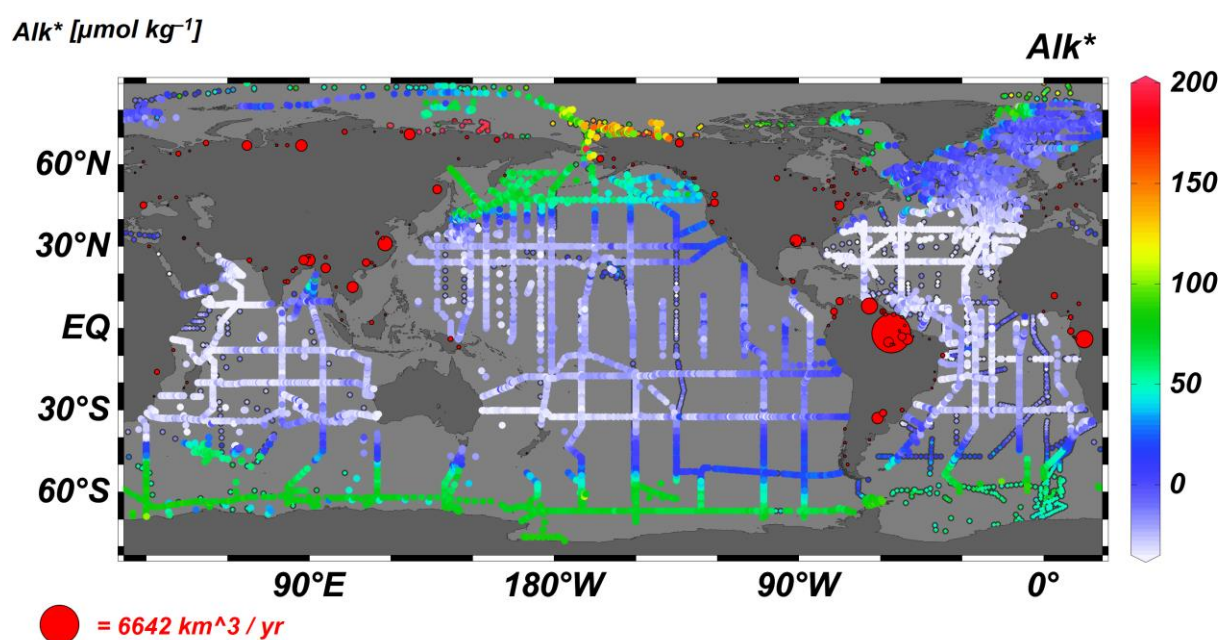 Alk* [µmol kg⁻¹]
Alk*
200
150
100
50
0
60°N
30°N
EQ
30°S
60°S
90°E 180°W 90°W 0°
= 6642 km^3 / yr